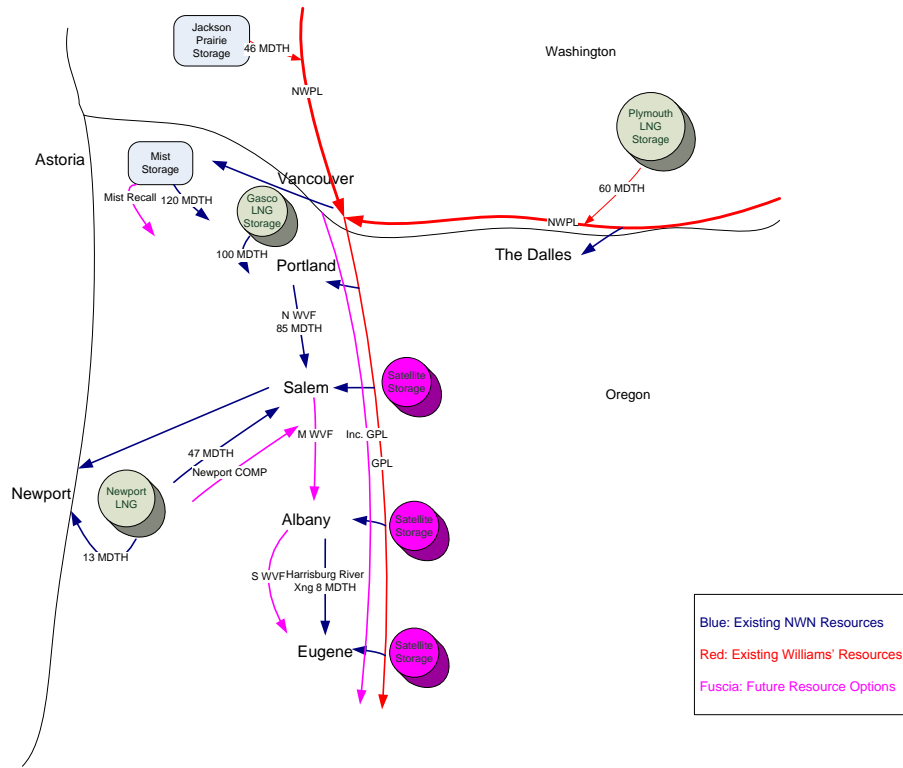 Jackson
Prairie
Storage
46 MDTH
Washington
NWPL
Plymouth
LNG
Storage
Astoria
Mist
Storage
Vancouver
Mist Recall
120 MDTH
Gasco
LNG
Storage
60 MDTH
NWPL
100 MDTH
Portland
The Dalles
N WVF
85 MDTH
Salem
Satellite
Storage
Oregon
M WVF
Inc. GPL
47 MDTH
GPL
Newport COMP
Newport
Newport
LNG
Albany
Satellite
Storage
13 MDTH
S WVF
Harrisburg River
Xng 8 MDTH
Eugene
Satellite
Storage
Blue: Existing NWN Resources
Red: Existing Williams' Resources
Fuscia: Future Resource Options